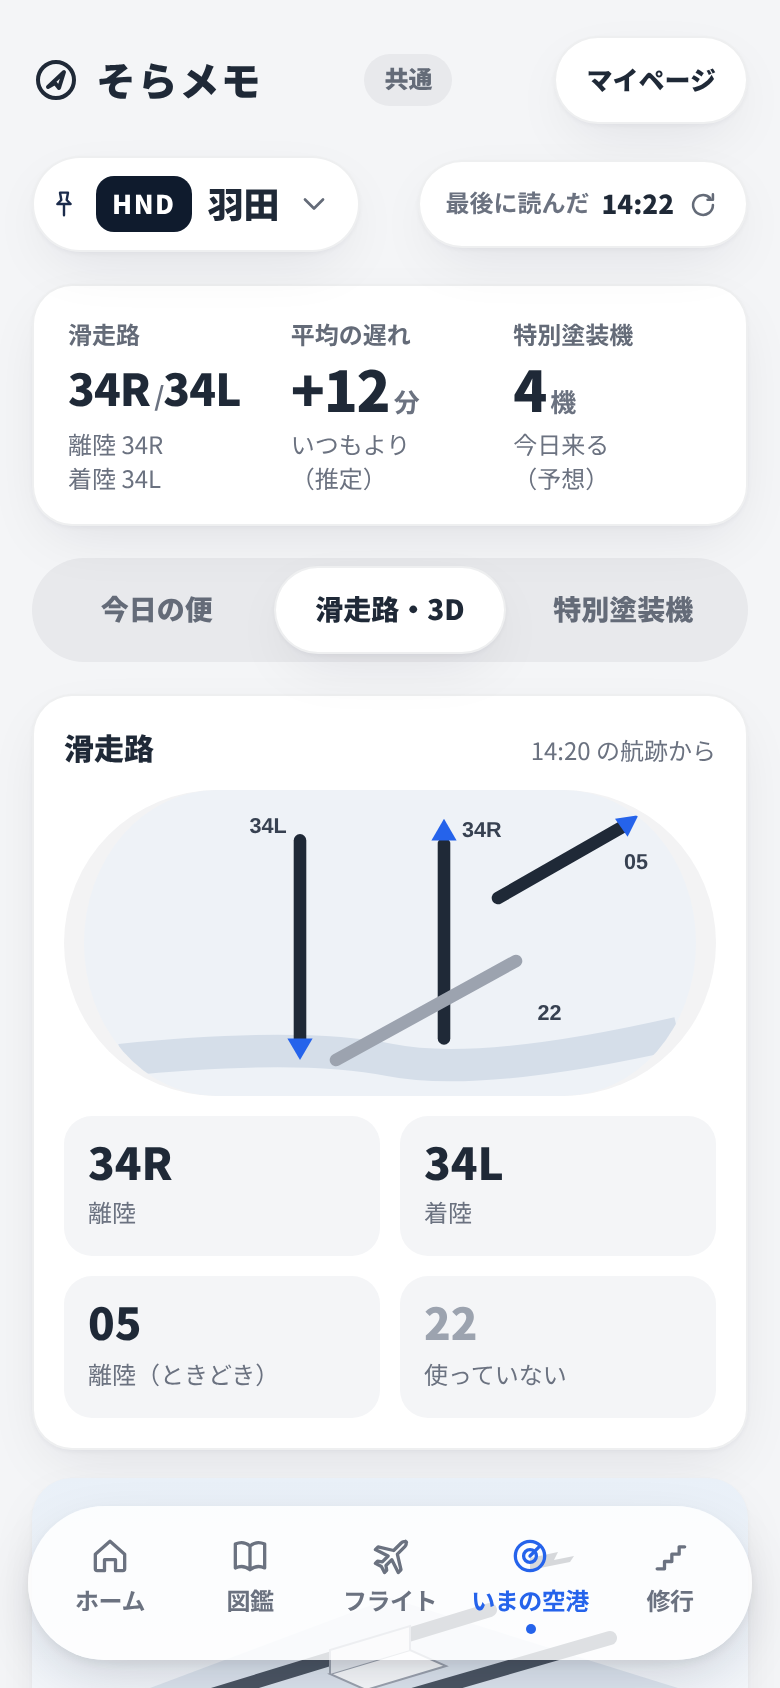 そらメモ
共通
マイページ
HND 羽田
最後に読んだ 14:22
滑走路
34R/34L
離陸 34R
着陸 34L
平均の遅れ
+12分
いつもより
（推定）
特別塗装機
4機
今日来る
（予想）
今日の便
滑走路・3D
特別塗装機
滑走路
14:20 の航跡から
34L
34R
05
22
34R
離陸
34L
着陸
05
離陸（ときどき）
22
使っていない
ホーム
図鑑
フライト
いまの空港
修行